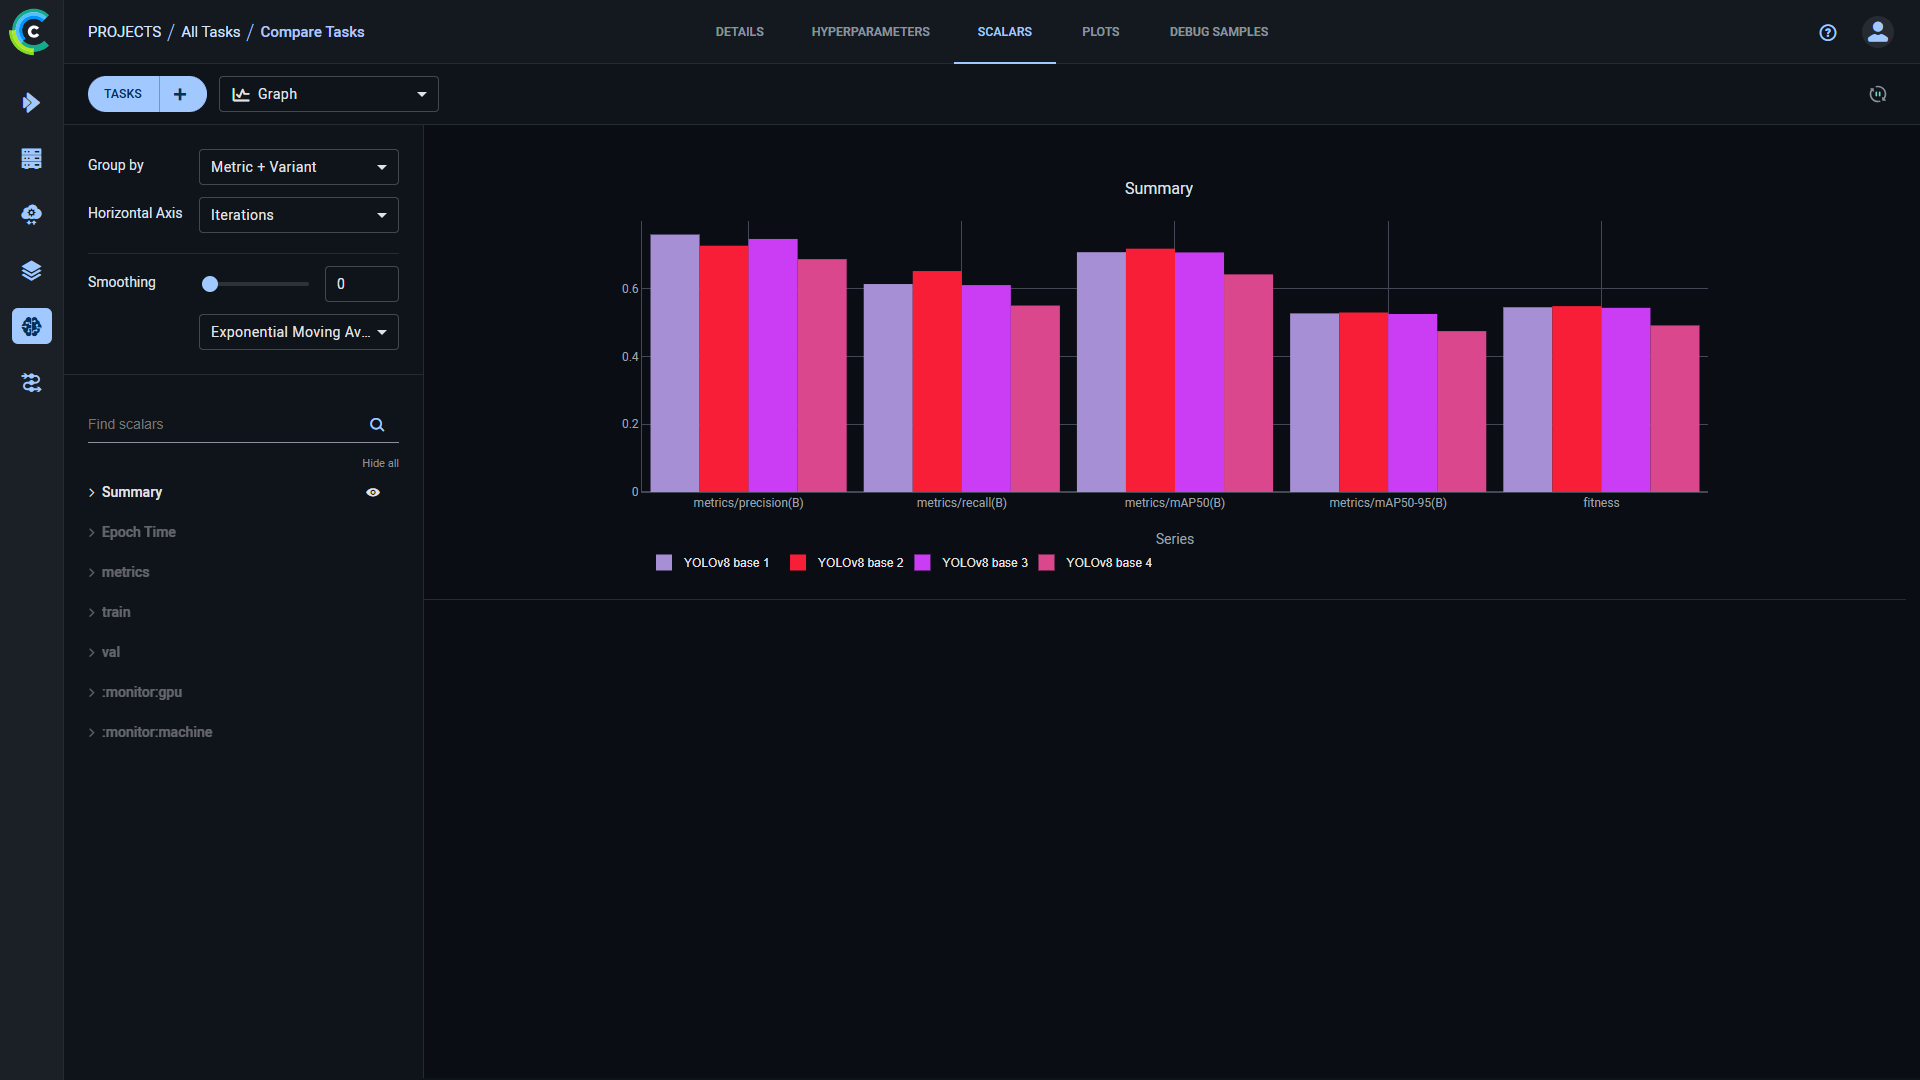 PROJECTS / All Tasks / Compare Tasks
DETAILS
HYPERPARAMETERS
SCALARS
PLOTS
DEBUG SAMPLES
TASKS
+
Graph
Group by
Metric + Variant
Horizontal Axis
Iterations
Smoothing
0
Exponential Moving Av...
Find scalars
Hide all
Summary
Epoch Time
metrics
train
val
:monitor:gpu
:monitor:machine
Summary
0.6
0.4
0.2
0
metrics/precision(B)
metrics/recall(B)
metrics/mAP50(B)
metrics/mAP50-95(B)
fitness
Series
YOLOv8 base 1
YOLOv8 base 2
YOLOv8 base 3
YOLOv8 base 4